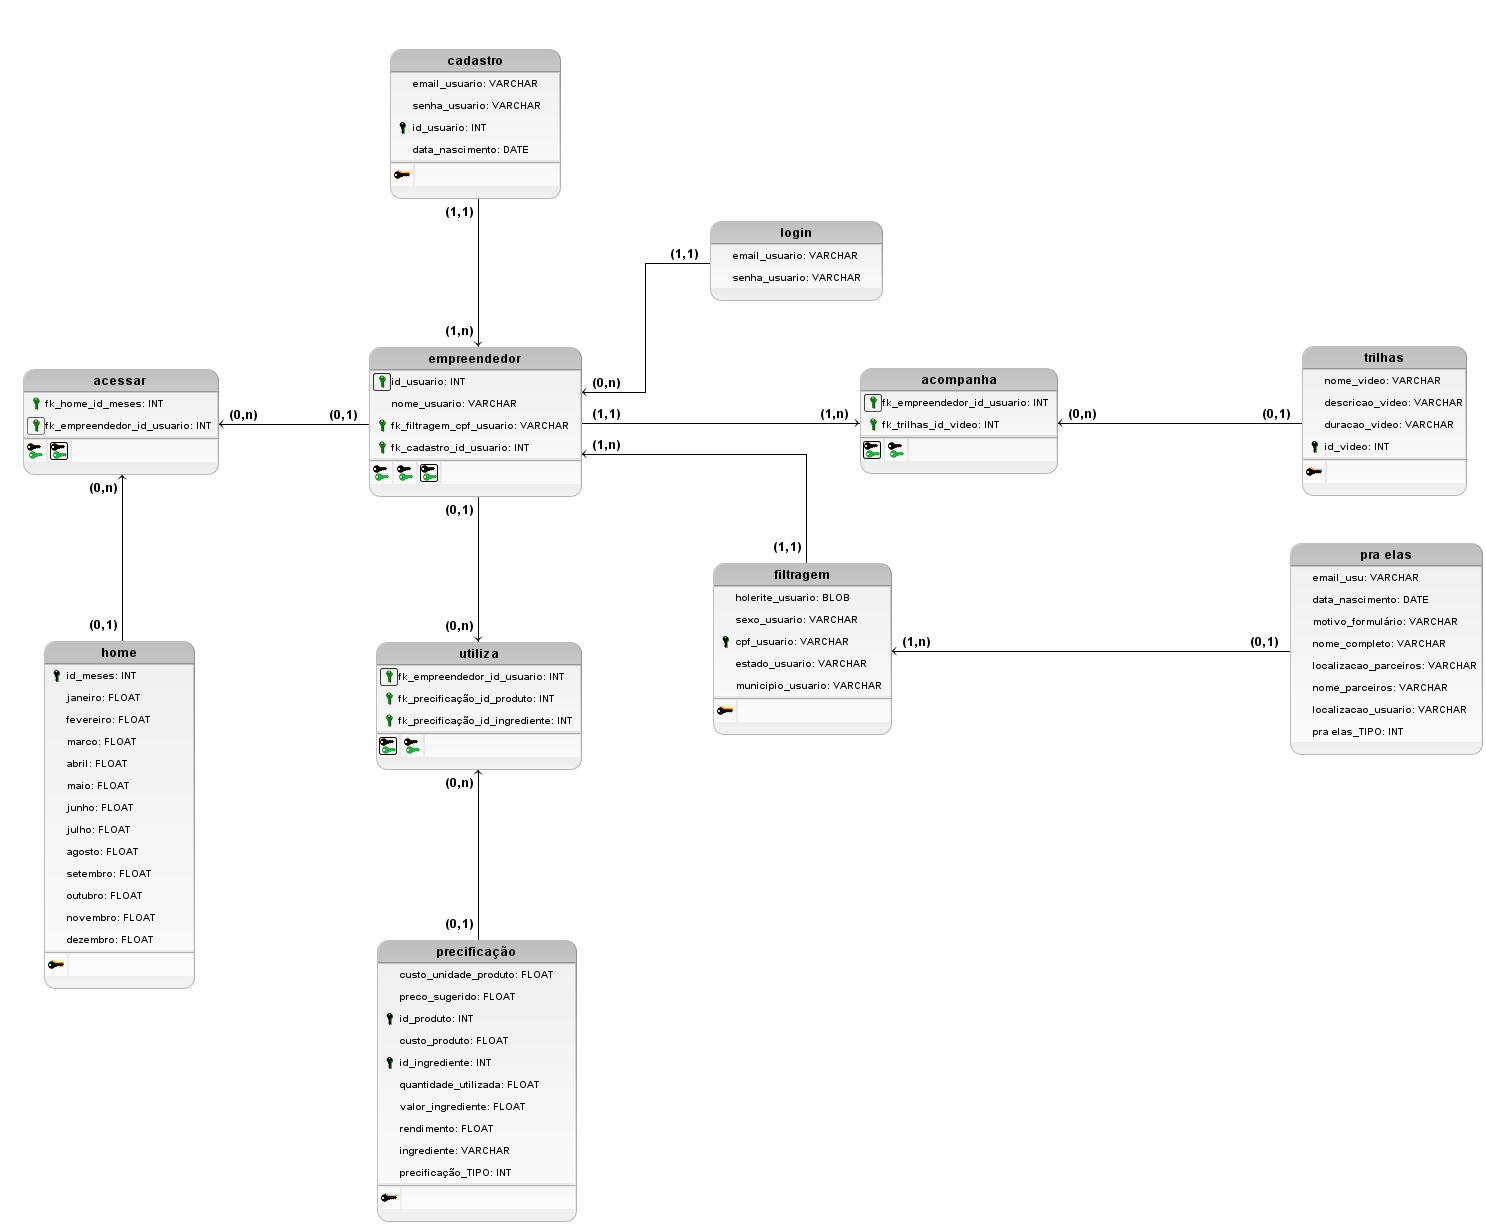 cadastro
email_usuario: VARCHAR
senha_usuario: VARCHAR
id_usuario: INT
data_nascimento: DATE
(1,1)
(1,n)
login
email_usuario: VARCHAR
senha_usuario: VARCHAR
(1,1)
(0,n)
empreendedor
id_usuario: INT
nome_usuario: VARCHAR
fk_filtragem_cpf_usuario: VARCHAR
fk_cadastro_id_usuario: INT
acessar
fk_home_id_meses: INT
fk_empreendedor_id_usuario: INT
(0,n)
(0,1)
(1,1)
(1,n)
acompanha
fk_empreendedor_id_usuario: INT
fk_trilhas_id_video: INT
(0,n)
(0,1)
trilhas
nome_video: VARCHAR
descricao_video: VARCHAR
duracao_video: VARCHAR
id_video: INT
(1,n)
(1,1)
filtragem
holerite_usuario: BLOB
sexo_usuario: VARCHAR
cpf_usuario: VARCHAR
estado_usuario: VARCHAR
municipio_usuario: VARCHAR
(1,n)
(0,1)
pra elas
email_usu: VARCHAR
data_nascimento: DATE
motivo_formulário: VARCHAR
nome_completo: VARCHAR
localizacao_parceiros: VARCHAR
nome_parceiros: VARCHAR
localizacao_usuario: VARCHAR
pra elas_TIPO: INT
(0,n)
(0,1)
home
id_meses: INT
janeiro: FLOAT
fevereiro: FLOAT
marco: FLOAT
abril: FLOAT
maio: FLOAT
junho: FLOAT
julho: FLOAT
agosto: FLOAT
setembro: FLOAT
outubro: FLOAT
novembro: FLOAT
dezembro: FLOAT
(0,1)
(0,n)
utiliza
fk_empreendedor_id_usuario: INT
fk_precificação_id_produto: INT
fk_precificação_id_ingrediente: INT
(0,n)
(0,1)
precificação
custo_unidade_produto: FLOAT
preco_sugerido: FLOAT
id_produto: INT
custo_produto: FLOAT
id_ingrediente: INT
quantidade_utilizada: FLOAT
valor_ingrediente: FLOAT
rendimento: FLOAT
ingrediente: VARCHAR
precificação_TIPO: INT